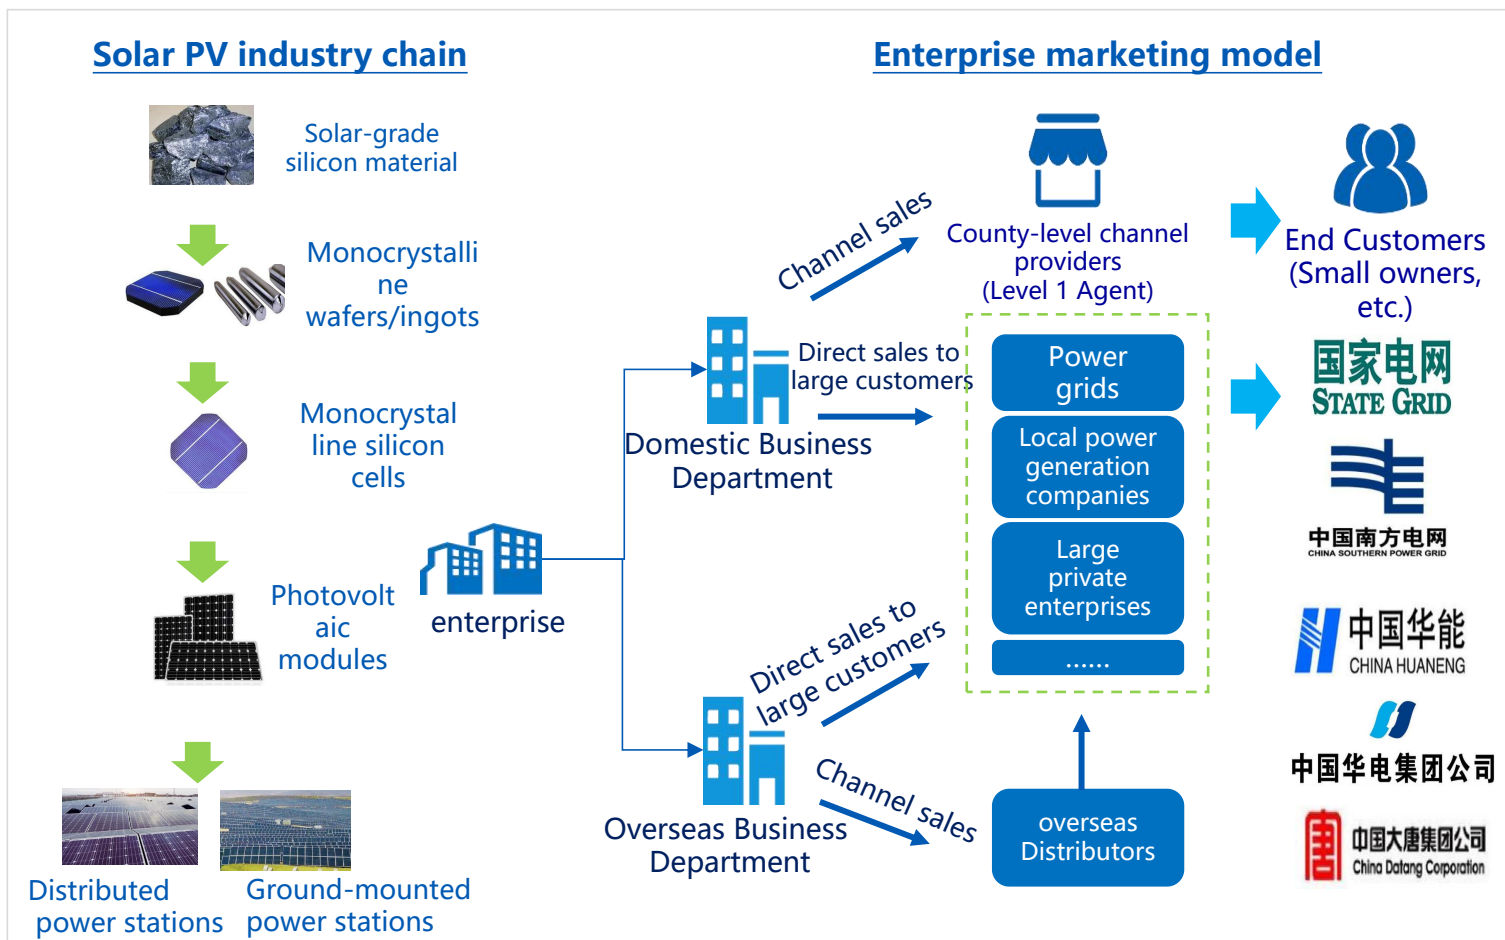 Solar PV industry chain
Solar-grade
silicon material
Monocrystalli
ne
wafers/ingots
Monocrystal
line silicon
cells
Photovolt
aic
modules
Distributed
power stations
Ground-mounted
power stations
enterprise
Enterprise marketing model
Domestic Business
Department
Overseas Business
Department
Channel sales
Direct sales to
large customers
Direct sales to
large customers
Channel sales
County-level channel
providers
(Level 1 Agent)
Power
grids
Local power
generation
companies
Large
private
enterprises
......
overseas
Distributors
End Customers
(Small owners,
etc.)
国家电网
STATE GRID
中国南方电网
CHINA SOUTHERN POWER GRID
中国华能
CHINA HUANENG
中国华电集团公司
中国大唐集团公司
China Datang Corporation